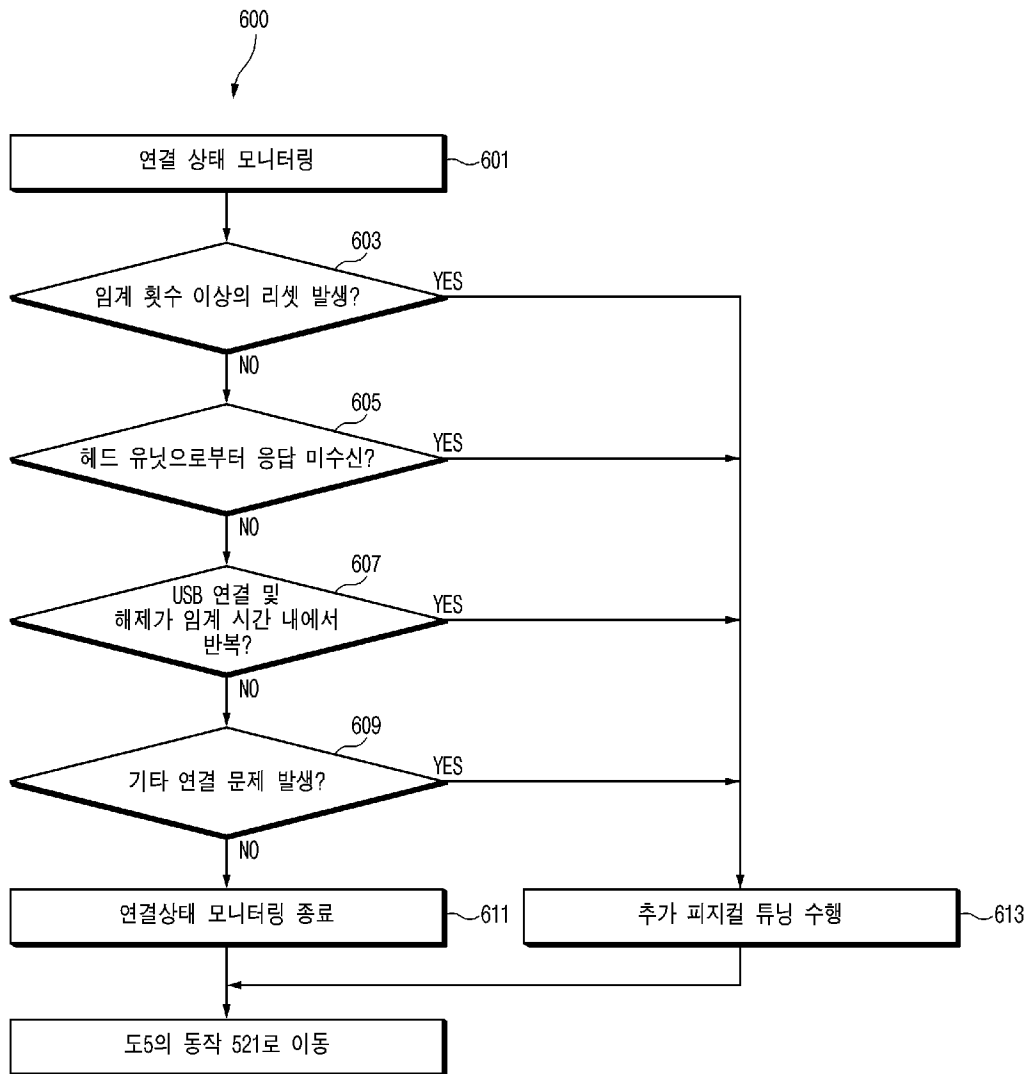 600
연결 상태 모니터링
601
603
임계 횟수 이상의 리셋 발생?
YES
NO
605
헤드 유닛으로부터 응답 미수신?
YES
NO
607
USB 연결 및
해제가 임계 시간 내에서
반복?
YES
NO
609
기타 연결 문제 발생?
YES
NO
연결상태 모니터링 종료
611
추가 피지컬 튜닝 수행
613
도5의 동작 521로 이동